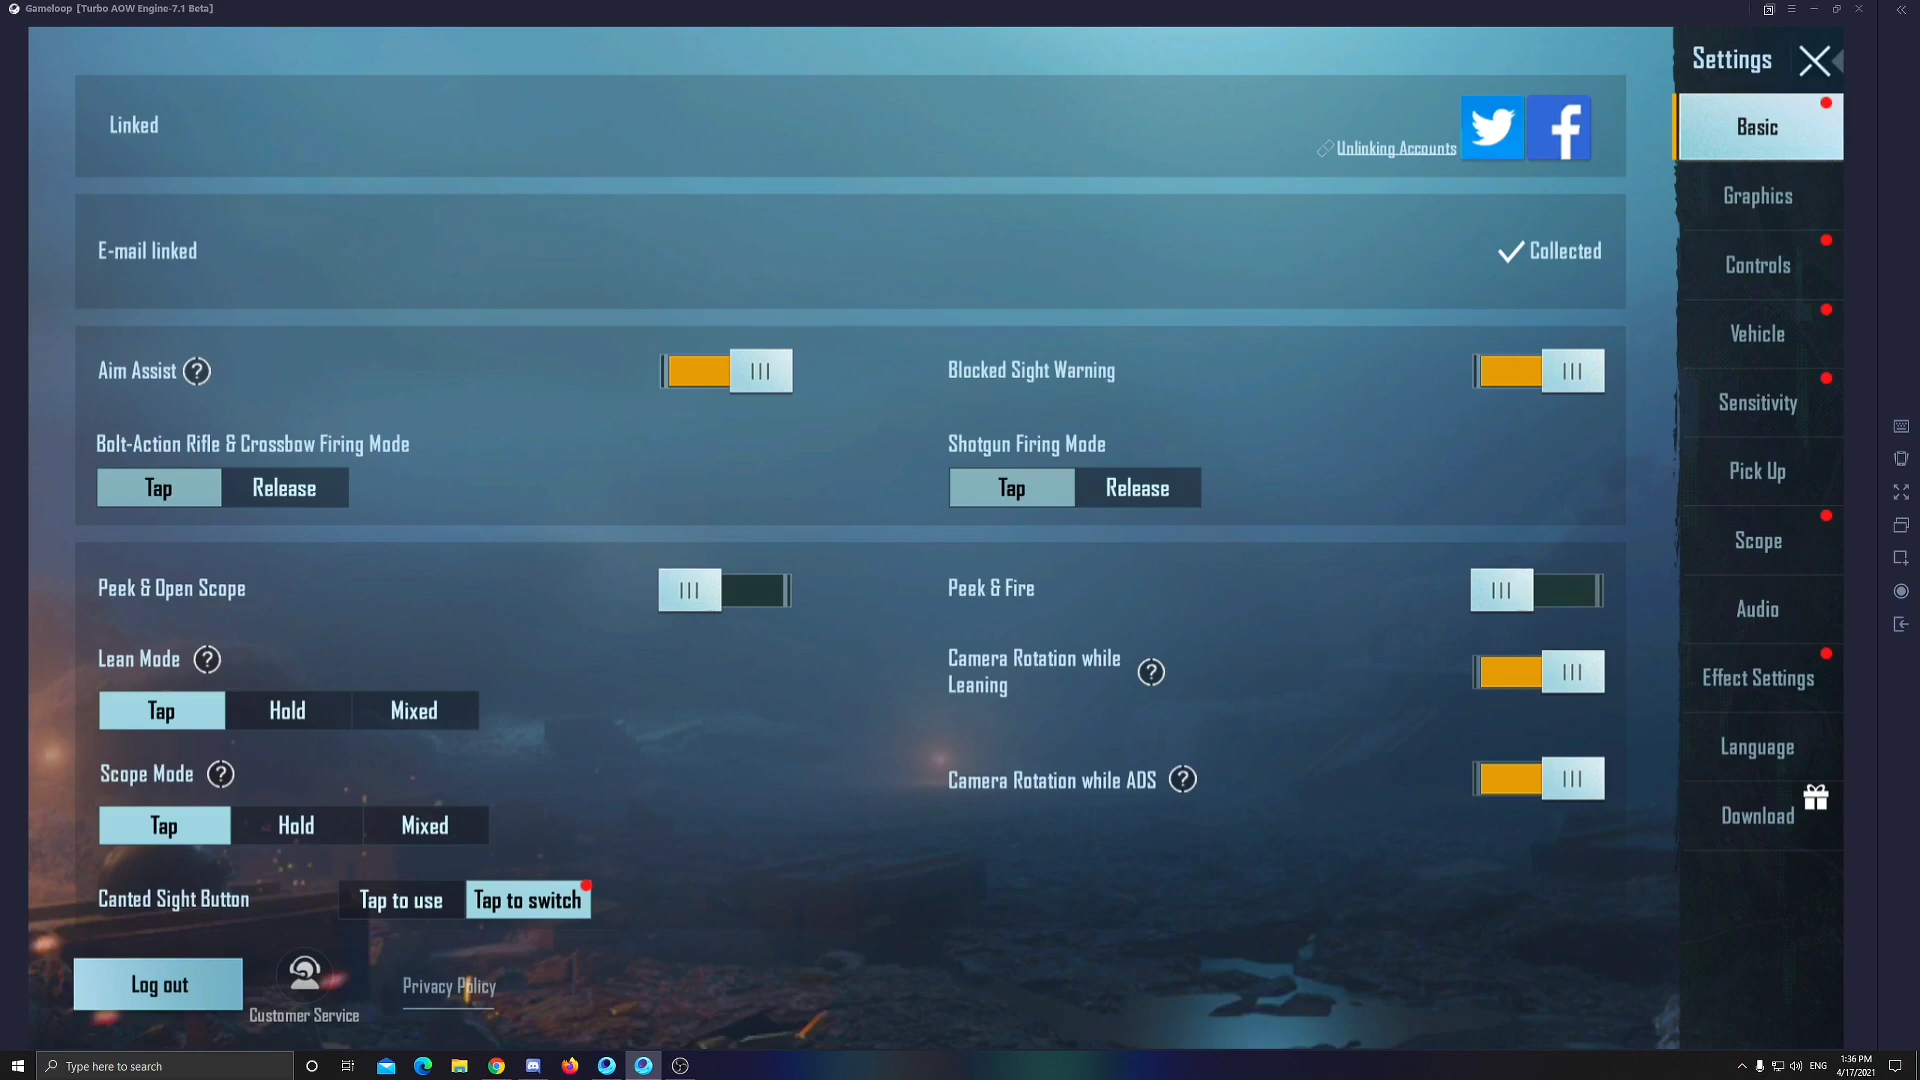 Gameloop [Turbo AOW Engine-7.1 Beta]
Settings
Linked
Unlinking Accounts
Basic
Graphics
E-mail linked
Collected
Controls
Vehicle
Aim Assist ?
Blocked Sight Warning
Sensitivity
Bolt-Action Rifle & Crossbow Firing Mode
Shotgun Firing Mode
Tap Release
Tap Release
Pick Up
Scope
Peek & Open Scope
Peek & Fire
Audio
Lean Mode ?
Camera Rotation while
Leaning ?
Effect Settings
Tap Hold Mixed
Language
Scope Mode ?
Camera Rotation while ADS ?
Tap Hold Mixed
Download
Canted Sight Button
Tap to use Tap to switch
Log out
Customer Service
Privacy Policy
Type here to search
ENG
1:36 PM
4/17/2021